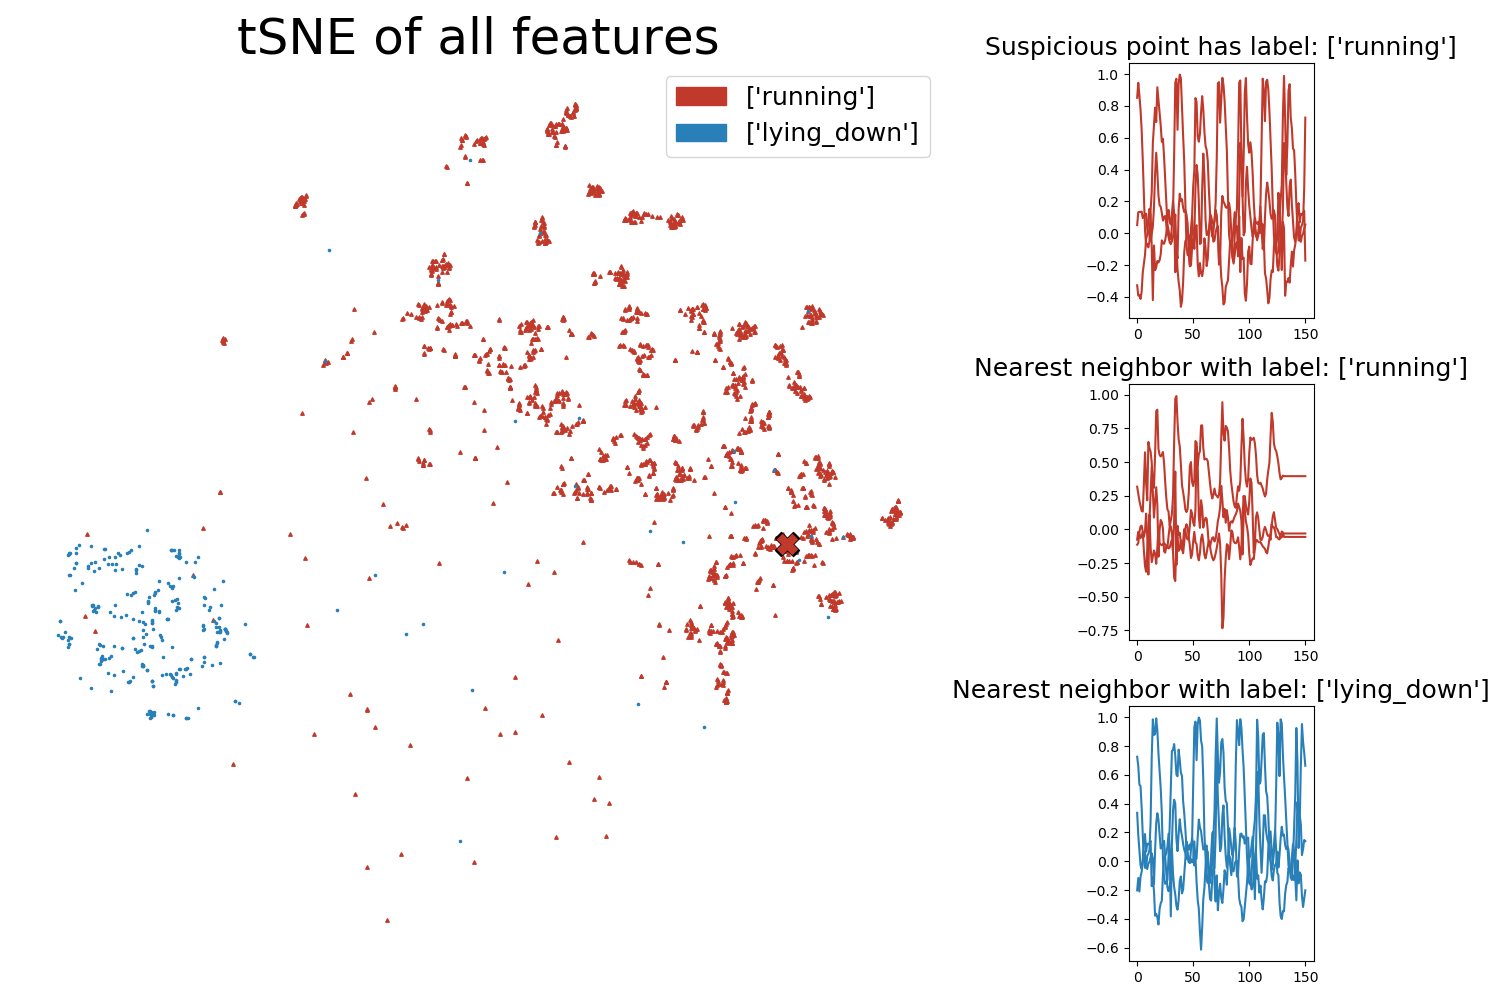 tSNE of all features
['running']
['lying_down']
Suspicious point has label: ['running']
1.0
0.8
0.6
0.4
0.2
0.0
−0.2
−0.4
0 50 100 150
Nearest neighbor with label: ['running']
1.00
0.75
0.50
0.25
0.00
−0.25
−0.50
−0.75
0 50 100 150
Nearest neighbor with label: ['lying_down']
1.0
0.8
0.6
0.4
0.2
0.0
−0.2
−0.4
−0.6
0 50 100 150